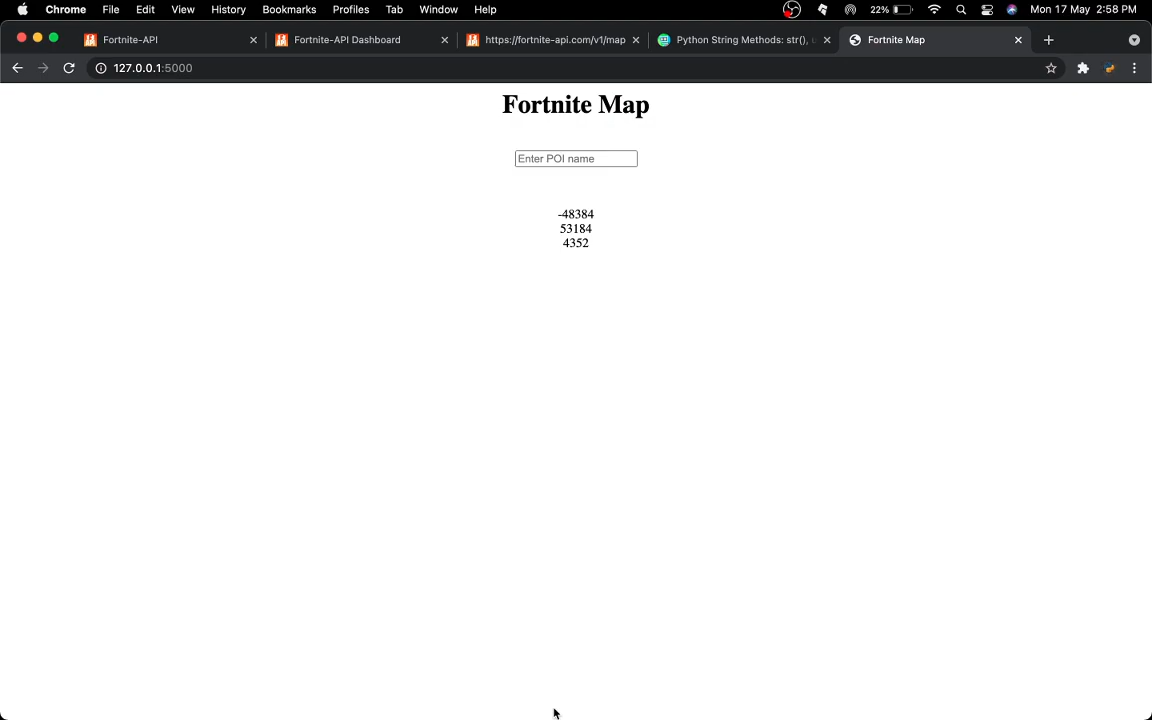 Chrome File Edit View History Bookmarks Profiles Tab Window Help 22% Mon 17 May 2:58 PM
Fortnite-API Fortnite-API Dashboard https://fortnite-api.com/v1/map Python String Methods: str(), Fortnite Map
127.0.0.1:5000
Fortnite Map
Enter POI name
-48384
53184
4352